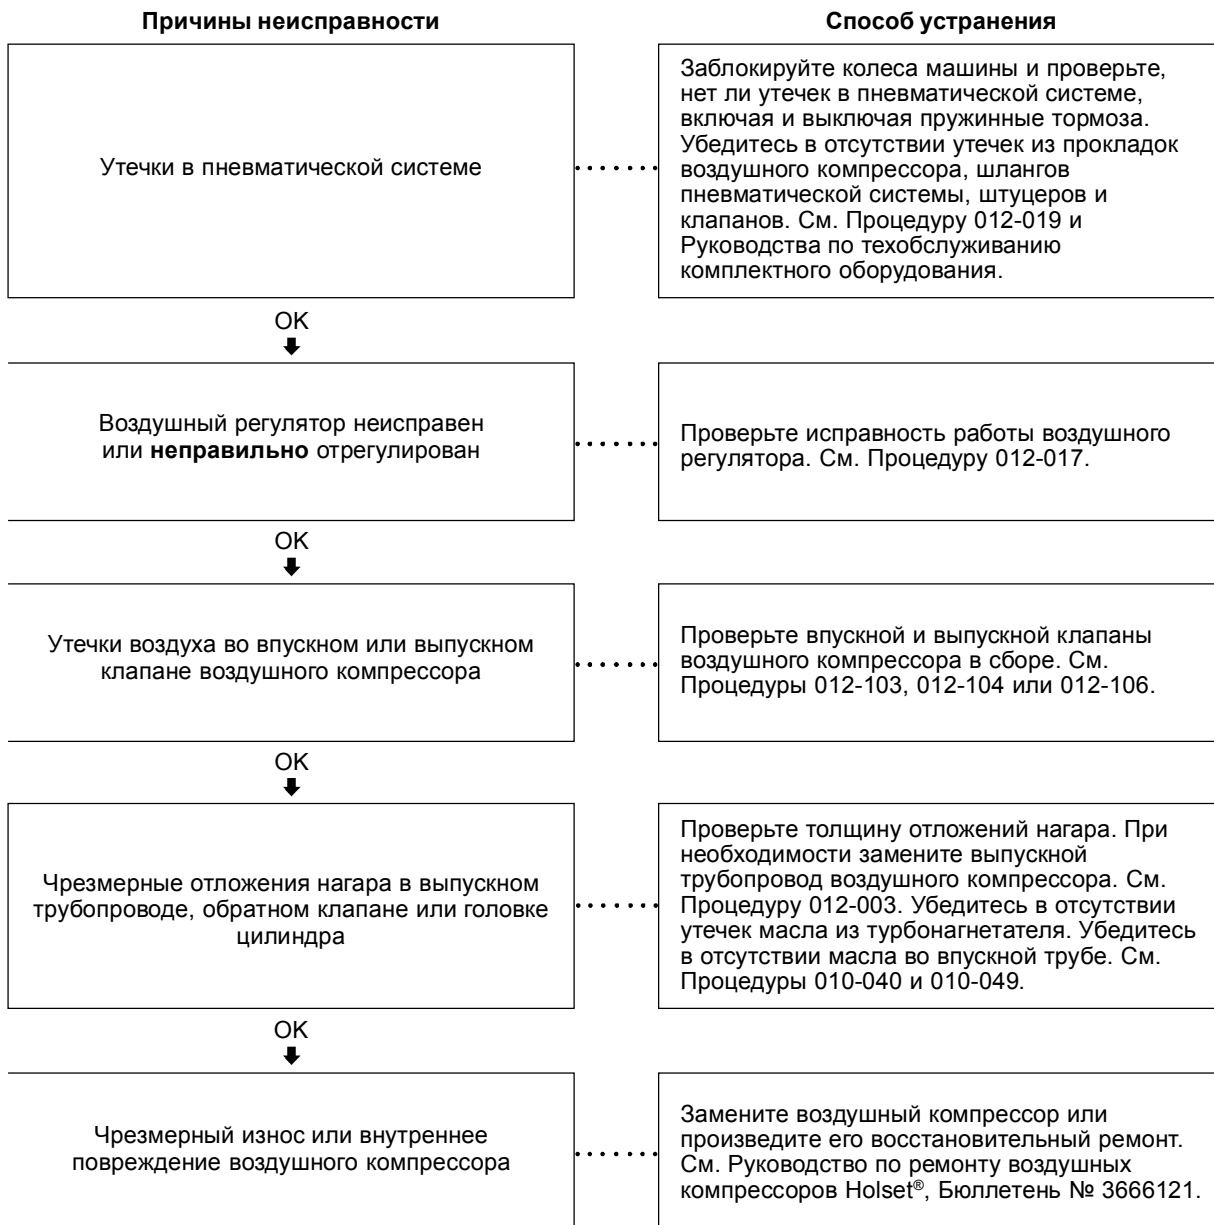 Причины неисправности
Способ устранения
Утечки в пневматической системе
Заблокируйте колеса машины и проверьте,
нет ли утечек в пневматической системе,
включая и выключая пружинные тормоза.
Убедитесь в отсутствии утечек из прокладок
воздушного компрессора, шлангов
пневматической системы, штуцеров и
клапанов. См. Процедуру 012-019 и
Руководства по техобслуживанию
комплектного оборудования.
OK
Воздушный регулятор неисправен
или неправильно отрегулирован
Проверьте исправность работы воздушного
регулятора. См. Процедуру 012-017.
OK
Утечки воздуха во впускном или выпускном
клапане воздушного компрессора
Проверьте впускной и выпускной клапаны
воздушного компрессора в сборе. См.
Процедуры 012-103, 012-104 или 012-106.
OK
Чрезмерные отложения нагара в выпускном
трубопроводе, обратном клапане или головке
цилиндра
Проверьте толщину отложений нагара. При
необходимости замените выпускной
трубопровод воздушного компрессора. См.
Процедуру 012-003. Убедитесь в отсутствии
утечек масла из турбонагнетателя. Убедитесь
в отсутствии масла во впускной трубе. См.
Процедуры 010-040 и 010-049.
OK
Чрезмерный износ или внутреннее
повреждение воздушного компрессора
Замените воздушный компрессор или
произведите его восстановительный ремонт.
См. Руководство по ремонту воздушных
компрессоров Holset®, Бюллетень № 3666121.